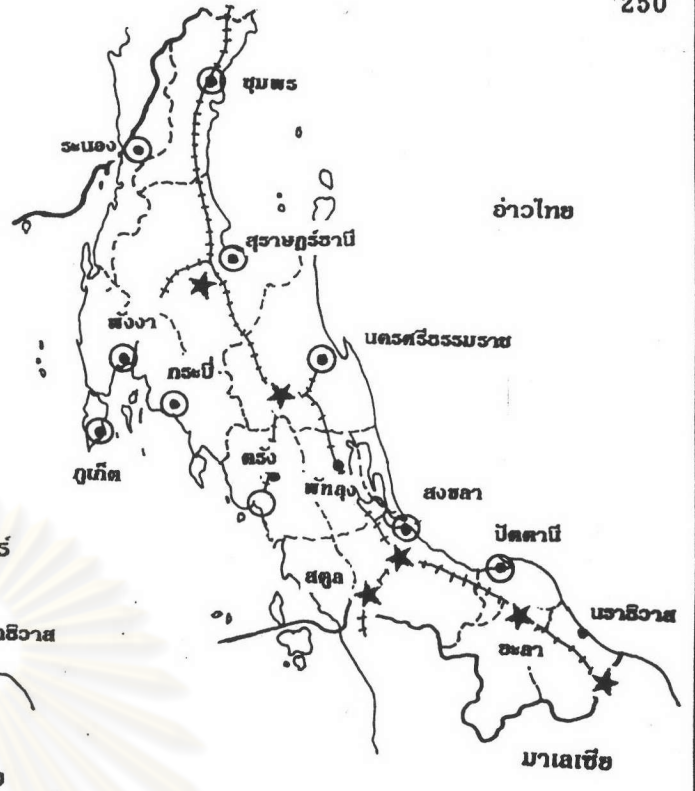 250
ชุมพร
ระนอง
อ่าวไทย
สุราษฎร์ธานี
พังงา
นครศรีธรรมราช
กระบี่
ภูเก็ต
ตรัง
พัทลุง
สงขลา
ปัตตานี
สตูล
นราธิวาส
ยะลา
มาเลเซีย